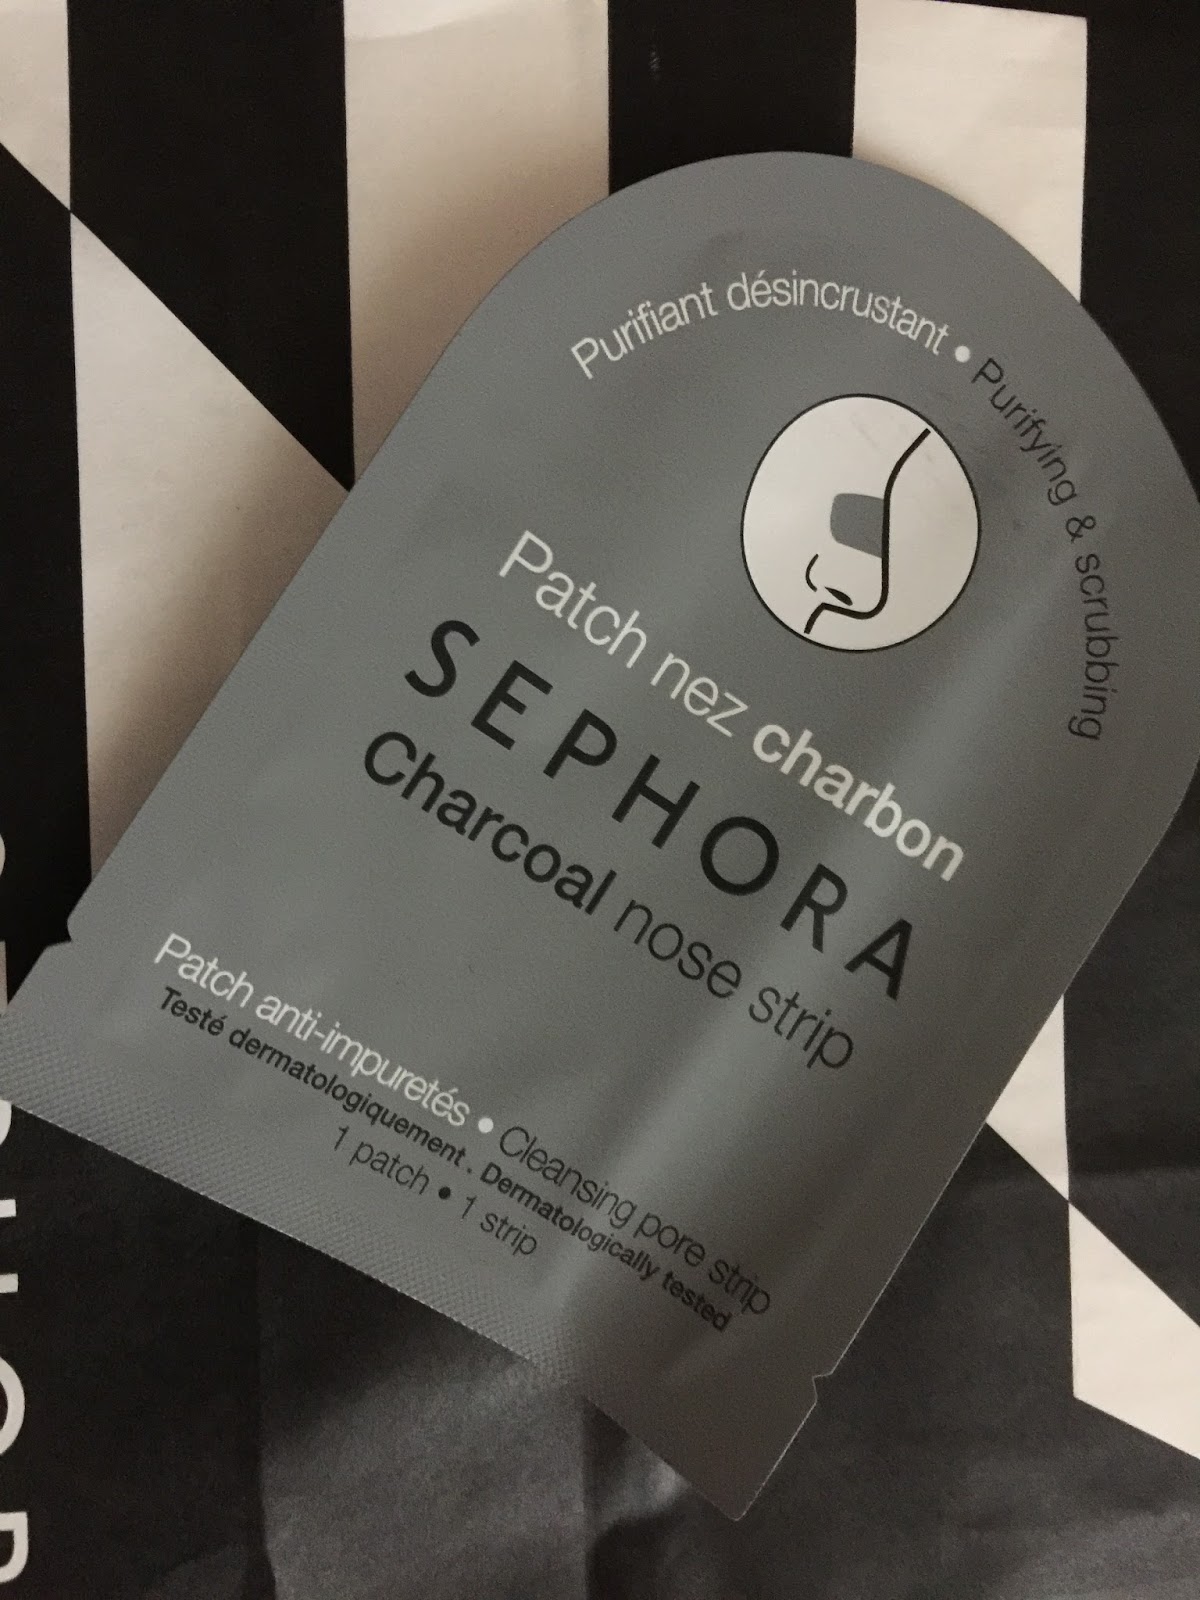 Purifiant désincrustant • Purifying & scrubbing
Patch nez charbon
SEPHORA
Charcoal nose strip
Patch anti-impuretés • Cleansing pore strip
Testé dermatologiquement. Dermatologically tested
1 patch • 1 strip